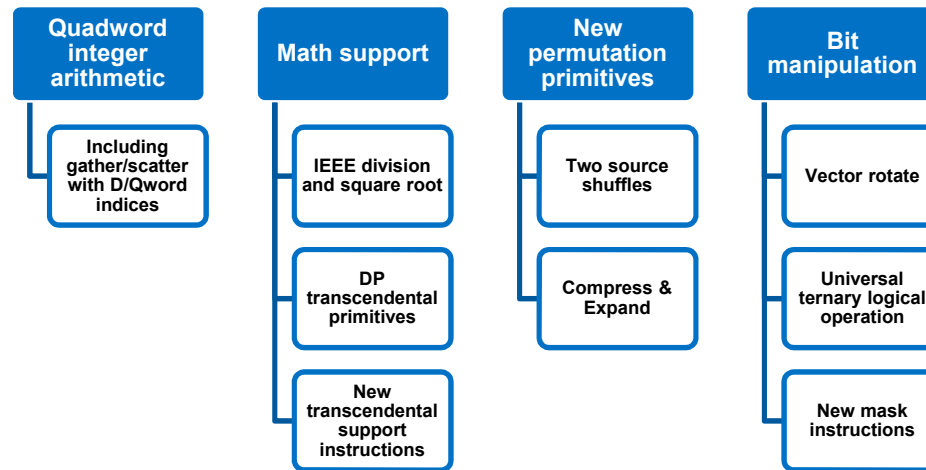 Quadword
integer
arithmetic
Including
gather/scatter
with D/Qword
indices
Math support
IEEE division
and square root
DP
transcendental
primitives
New
transcendental
support
instructions
New
permutation
primitives
Two source
shuffles
Compress &
Expand
Bit
manipulation
Vector rotate
Universal
ternary logical
operation
New mask
instructions